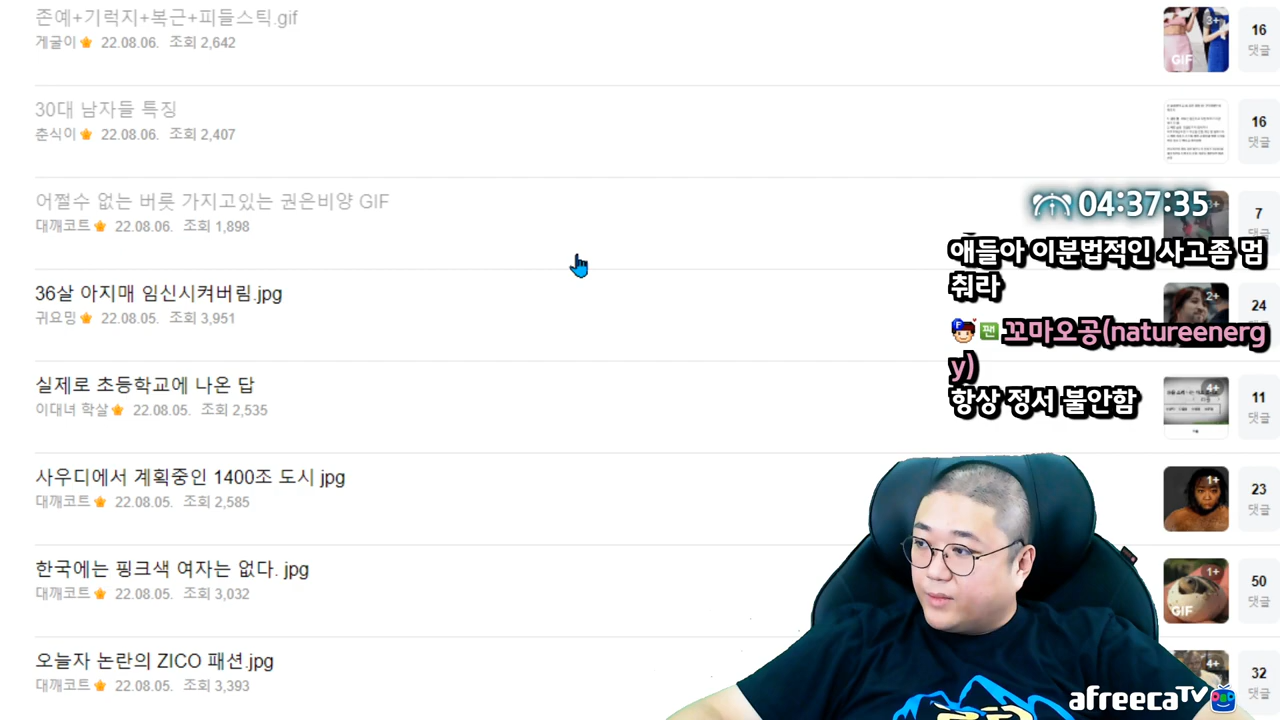 존예+기럭지+복근+피들스틱.gif
게굴이 22.08.06. 조회 2,642
3+
GIF
16
댓글
30대 남자들 특징
춘식이 22.08.06. 조회 2,407
16
댓글
어쩔수 없는 버릇 가지고있는 권은비양 GIF
대깨코트 22.08.06. 조회 1,898
04:37:35
3+
7
댓글
애들아 이분법적인 사고좀 멈
춰라
36살 아지매 임신시켜버림.jpg
귀요밍 22.08.05. 조회 3,951
2+
24
꼬마오공(natureenerg
y)
항상 정서 불안함
실제로 초등학교에 나온 답
이대녀 학살 22.08.05. 조회 2,535
4+
11
댓글
사우디에서 계획중인 1400조 도시 jpg
대깨코트 22.08.05. 조회 2,585
1+
23
댓글
한국에는 핑크색 여자는 없다. jpg
대깨코트 22.08.05. 조회 3,032
1+
GIF
50
댓글
오늘자 논란의 ZICO 패션.jpg
대깨코트 22.08.05. 조회 3,393
4+
32
댓글
afreecaTV